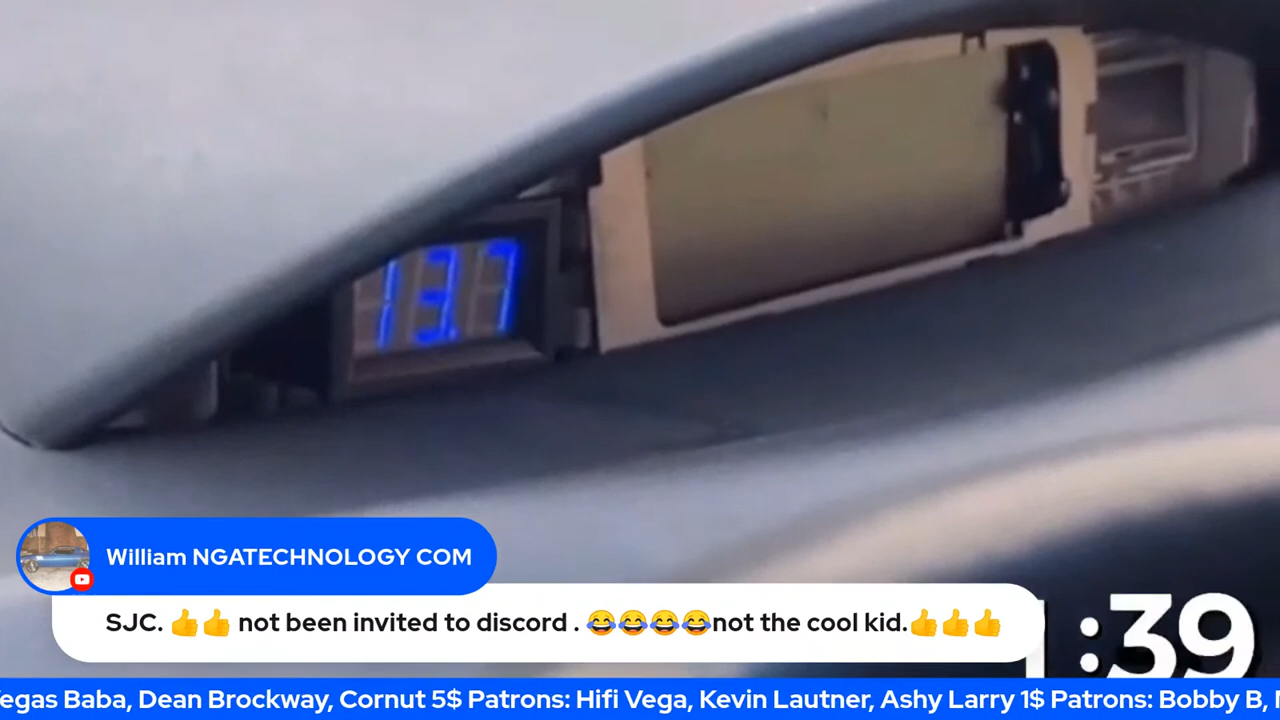 13.7
William NGATECHNOLOGY COM
SJC. 👍👍 not been invited to discord . 😂😂😂😂not the cool kid.👍👍👍
:39
egas Baba, Dean Brockway, Cornut 5$ Patrons: Hifi Vega, Kevin Lautner, Ashy Larry 1$ Patrons: Bobby B,